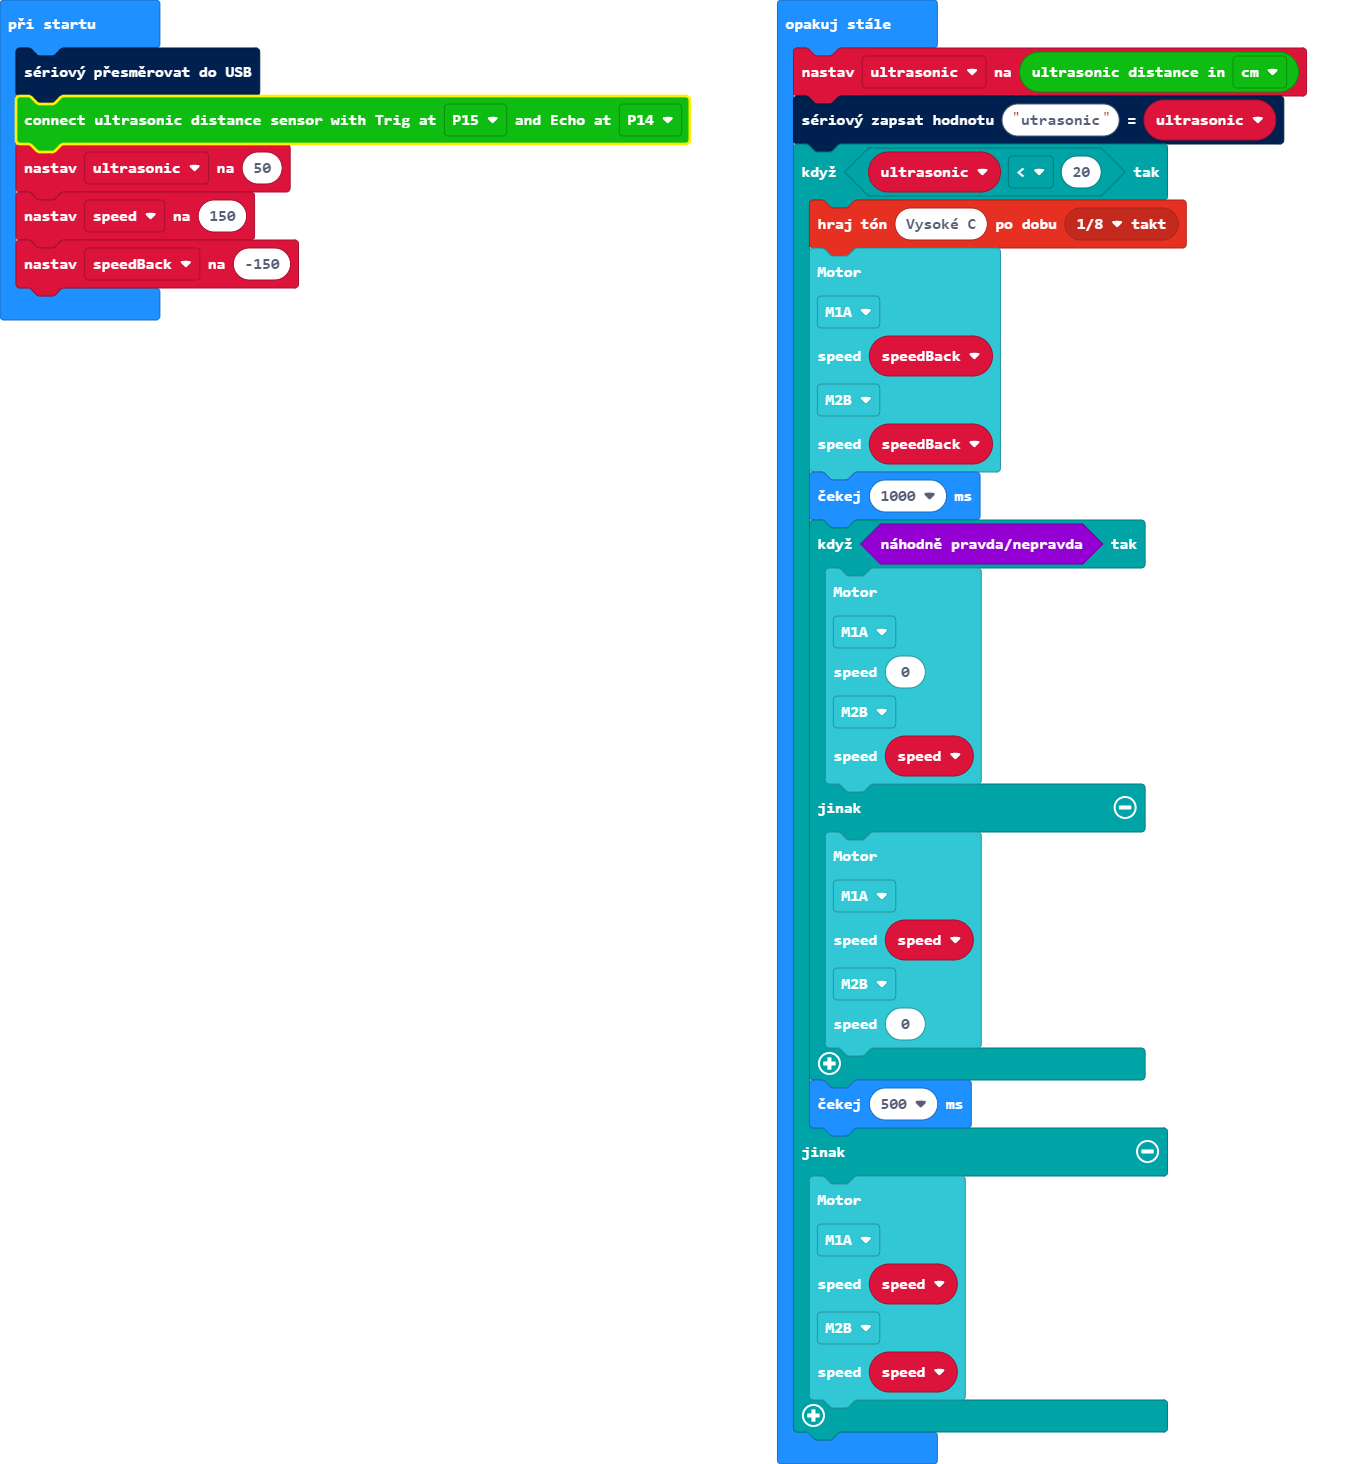 při startu
sériový přesměrovat do USB
connect ultrasonic distance sensor with Trig at P15 and Echo at P14
nastav ultrasonic na 50
nastav speed na 150
nastav speedBack na -150
opakuj stále
nastav ultrasonic na ultrasonic distance in cm
sériový zapsat hodnotu "utrasonic" = ultrasonic
když ultrasonic < 20 tak
hraj tón Vysoké C po dobu 1/8 takt
Motor
M1A
speed speedBack
M2B
speed speedBack
čekej 1000 ms
když náhodně pravda/nepravda tak
Motor
M1A
speed 0
M2B
speed speed
jinak
Motor
M1A
speed speed
M2B
speed 0
čekej 500 ms
jinak
Motor
M1A
speed speed
M2B
speed speed